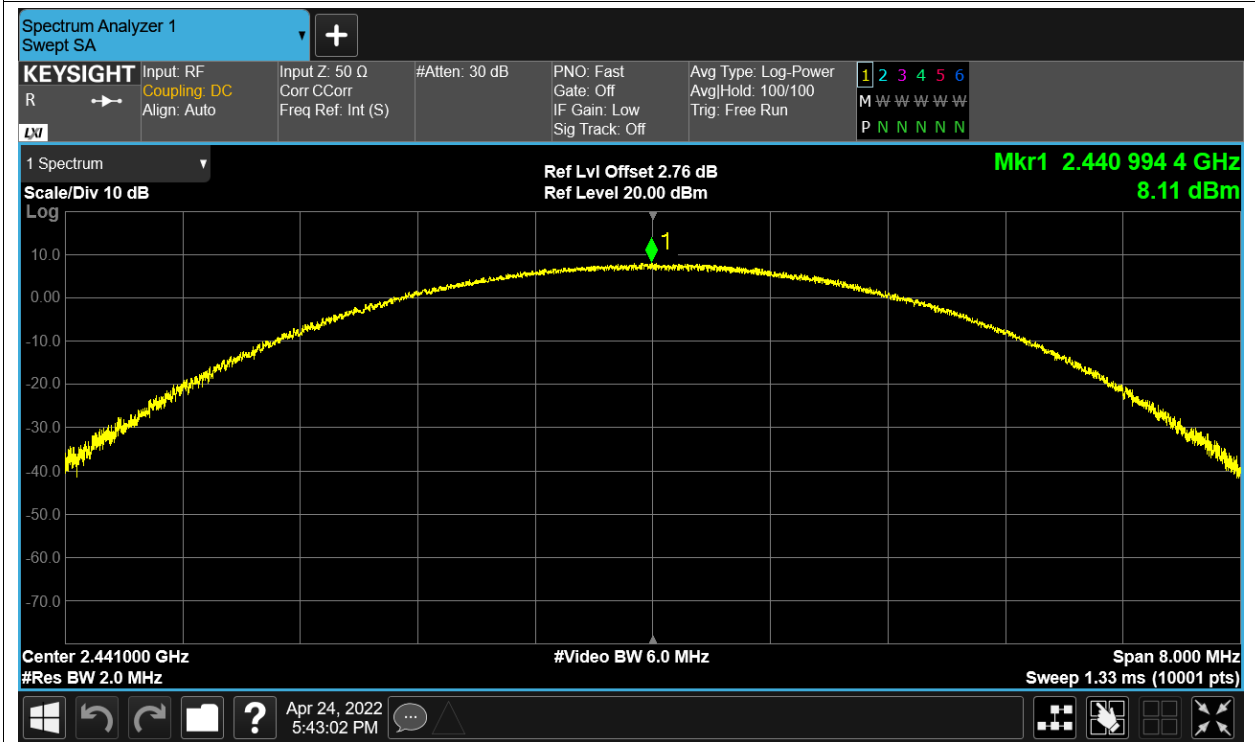 Spectrum Analyzer 1
Swept SA
+
KEYSIGHT Input: RF Input Z: 50 Ω #Atten: 30 dB PNO: Fast Avg Type: Log-Power 1 2 3 4 5 6
R Coupling: DC Corr CCorr Gate: Off Avg|Hold: 100/100 M W W W W W
Align: Auto Freq Ref: Int (S) IF Gain: Low Trig: Free Run
LXI Sig Track: Off P N N N N N
1 Spectrum Ref Lvl Offset 2.76 dB Mkr1 2.440 994 4 GHz
Scale/Div 10 dB Ref Level 20.00 dBm 8.11 dBm
Log
1
10.0
0.00
-10.0
-20.0
-30.0
-40.0
-50.0
-60.0
-70.0
Center 2.441000 GHz #Video BW 6.0 MHz Span 8.000 MHz
#Res BW 2.0 MHz Sweep 1.33 ms (10001 pts)
? Apr 24, 2022
5:43:02 PM